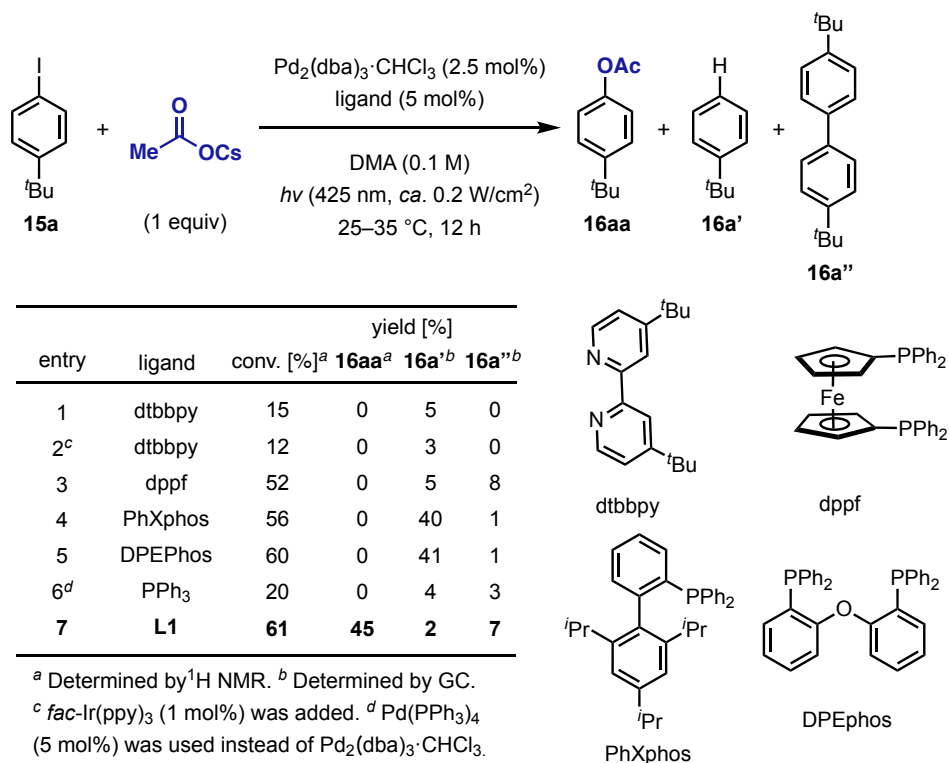 I
ᵗBu
15a
+
O
Me
OCs
(1 equiv)
Pd₂(dba)₃·CHCl₃ (2.5 mol%)
ligand (5 mol%)
DMA (0.1 M)
hv (425 nm, ca. 0.2 W/cm²)
25–35 °C, 12 h
OAc
ᵗBu
16aa
+
H
ᵗBu
16a’
+
ᵗBu
ᵗBu
16a”
yield [%]
entry ligand conv. [%]ᵃ 16aaᵃ 16a’ᵇ 16a”ᵇ
1 dtbbpy 15 0 5 0
2ᶜ dtbbpy 12 3 0 0
3 dppf 52 0 5 8
4 PhXphos 56 0 40 1
5 DPEPhos 60 0 41 1
6ᵈ PPh₃ 20 0 4 3
7 L1 61 45 2 7
ᵃ Determined by¹H NMR. ᵇ Determined by GC.
ᶜ fac-Ir(ppy)₃ (1 mol%) was added. ᵈ Pd(PPh₃)₄
(5 mol%) was used instead of Pd₂(dba)₃·CHCl₃.
ᵗBu
N
N
ᵗBu
dtbbpy
PPh₂
Fe
PPh₂
dppf
PPh₂
ⁱPr
ⁱPr
ⁱPr
PhXphos
PPh₂
PPh₂
O
DPEphos